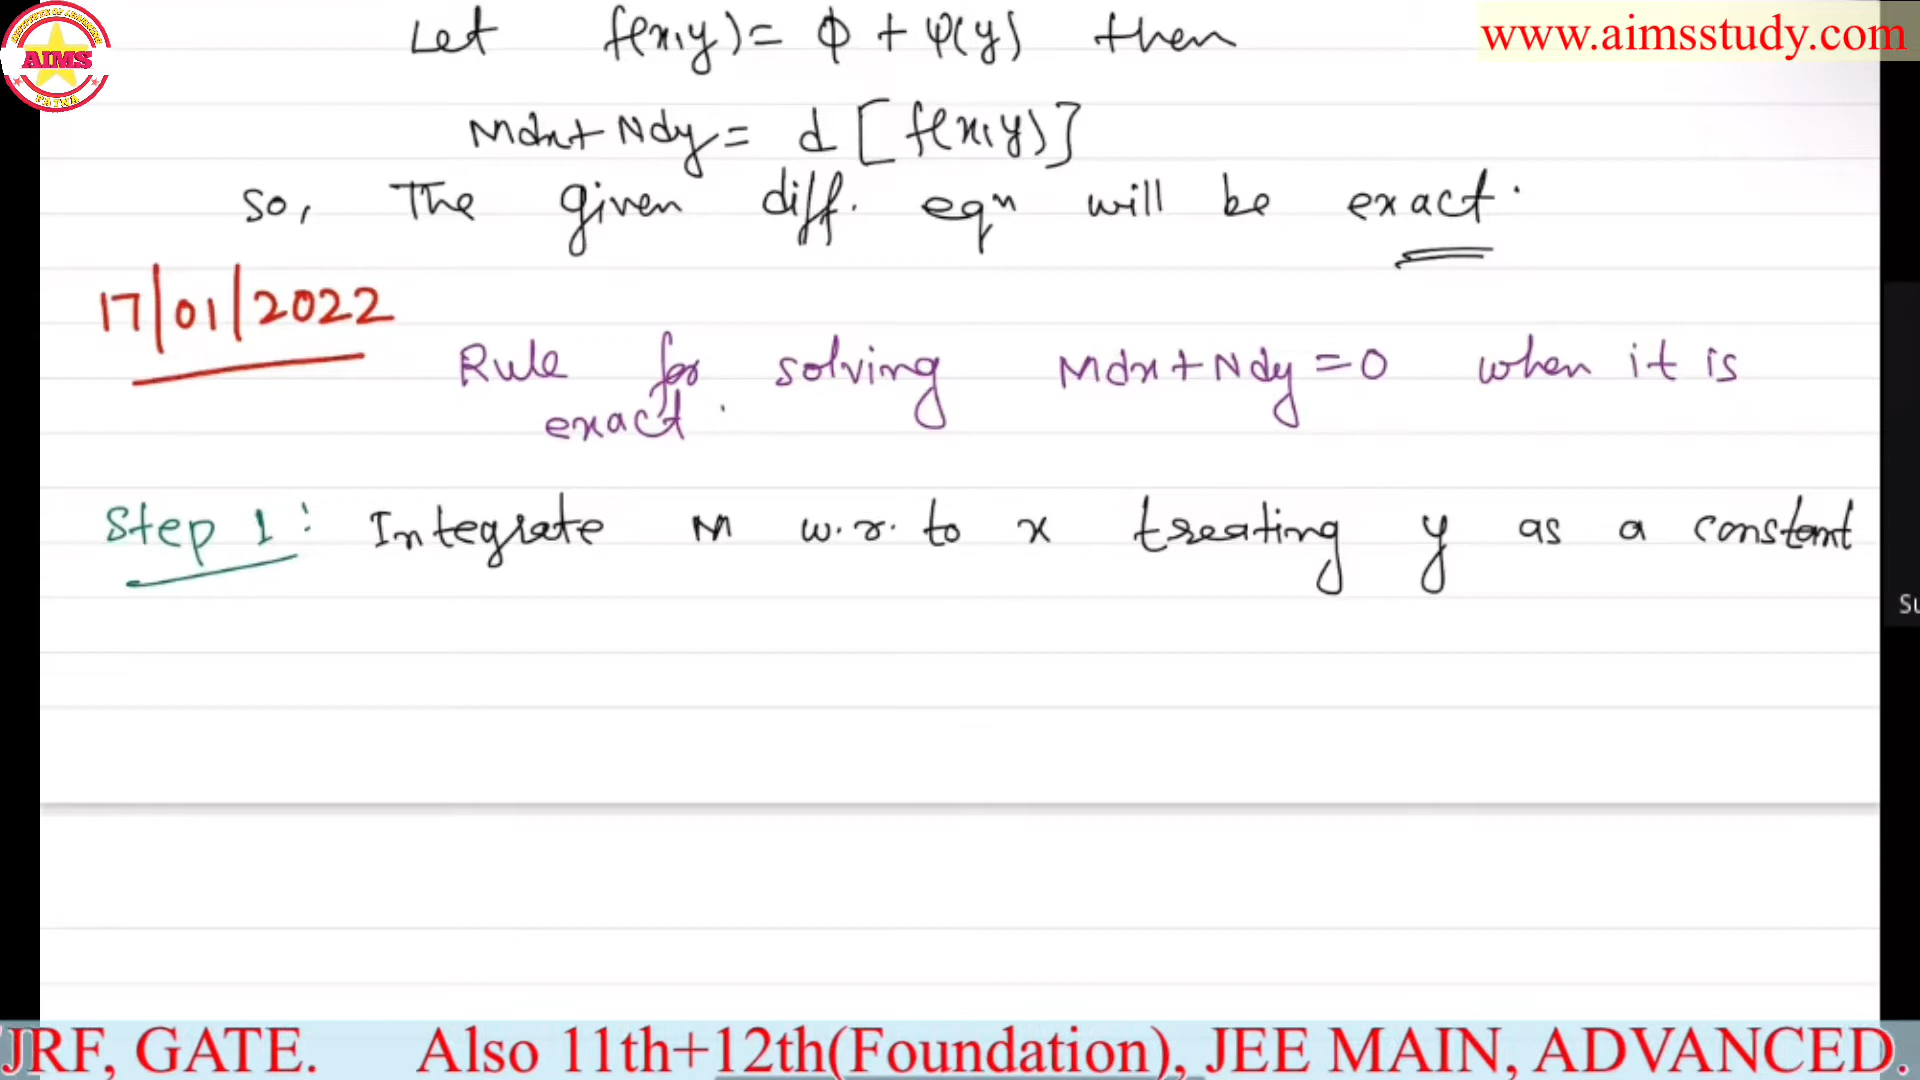 Let f(x,y) = ϕ + ψ(y) then
www.aimsstudy.com
AIMS
PATNA
Mdx + Ndy = d [f(x,y)]
So, The given diff. eqn will be exact.
17/01/2022
Rule for solving Mdx + Ndy = 0 when it is
exact.
Step 1: Integrate M w.r. to x treating y as a constant
Su
JRF, GATE. Also 11th+12th(Foundation), JEE MAIN, ADVANCED.